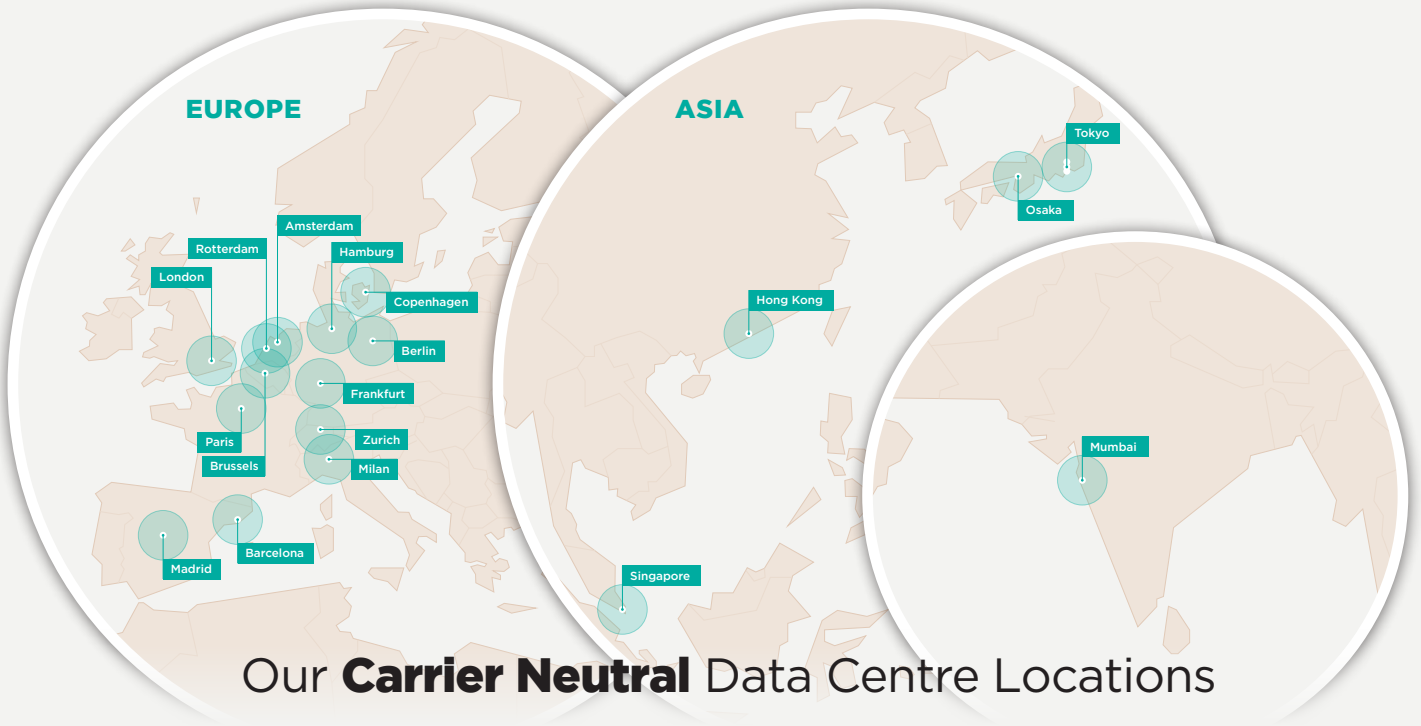 EUROPE
ASIA
Tokyo
Osaka
Amsterdam
Rotterdam
Hamburg
London
Copenhagen
Hong Kong
Berlin
Frankfurt
Paris
Zurich
Brussels
Milan
Mumbai
Barcelona
Madrid
Singapore
Our Carrier Neutral Data Centre Locations